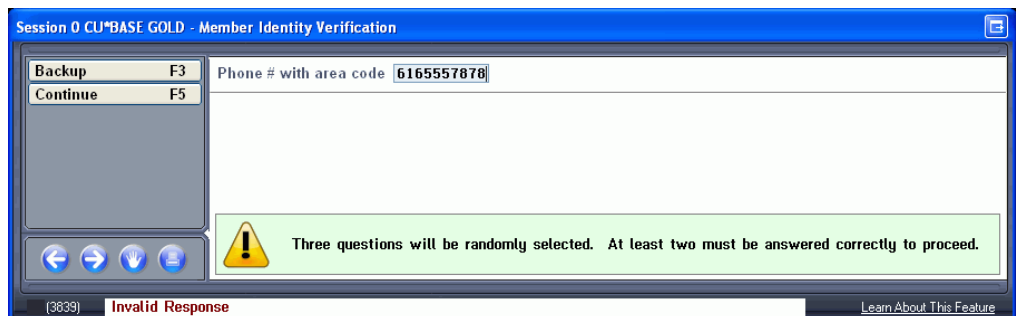 Session 0 CU*BASE GOLD - Member Identity Verification
Backup F3
Phone # with area code 6165557878
Continue F5
Three questions will be randomly selected. At least two must be answered correctly to proceed.
(3839) Invalid Response
Learn About This Feature